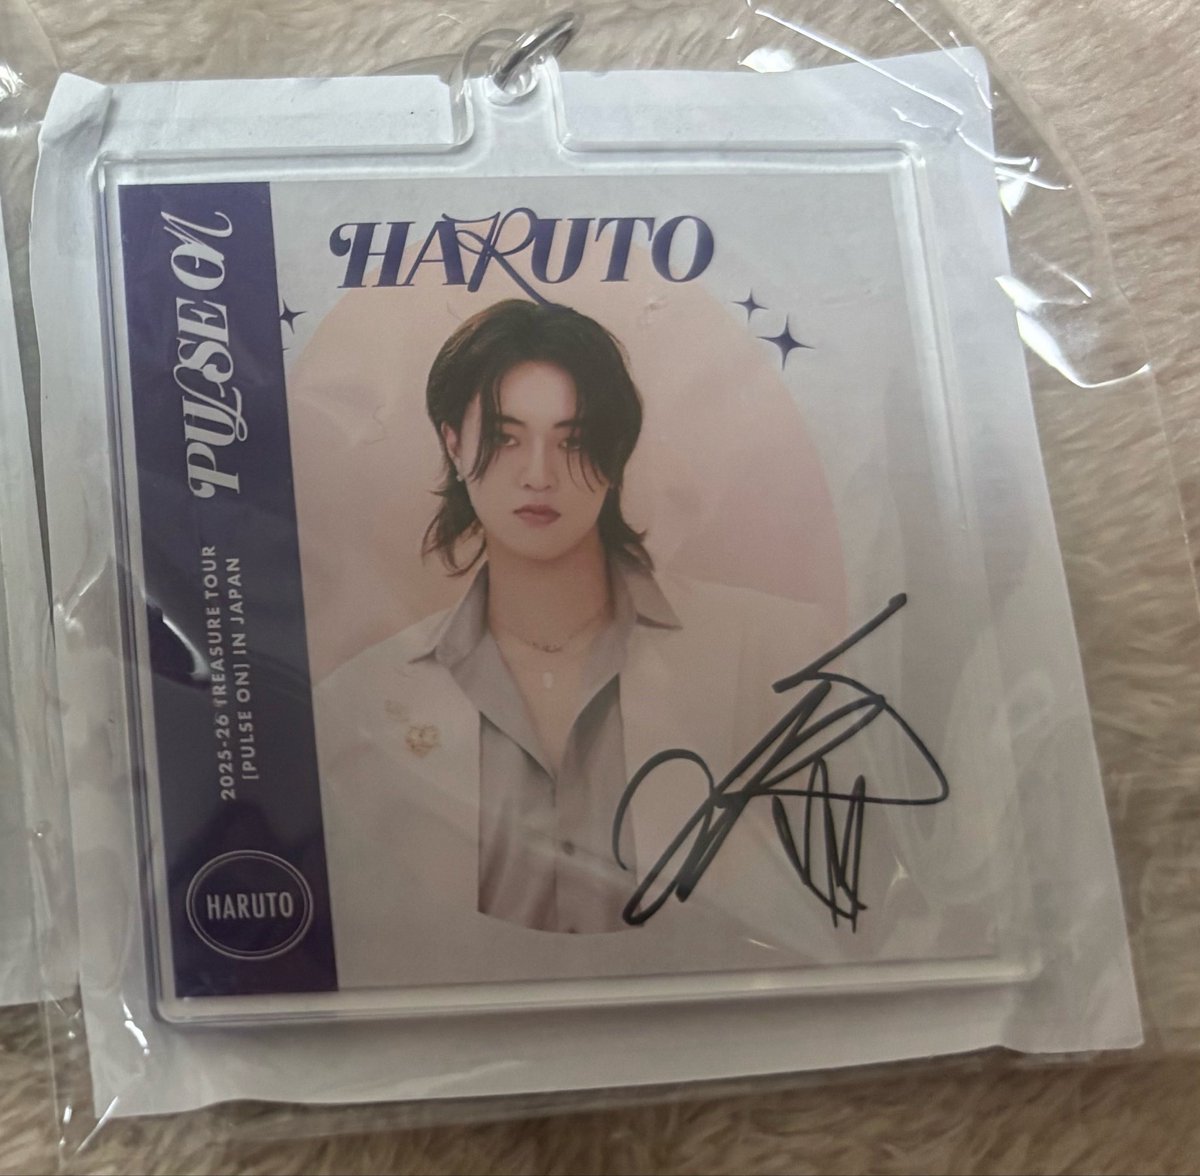 HARUTO
PULSE ON
2025-26 TREASURE TOUR
[PULSE ON] IN JAPAN
HARUTO